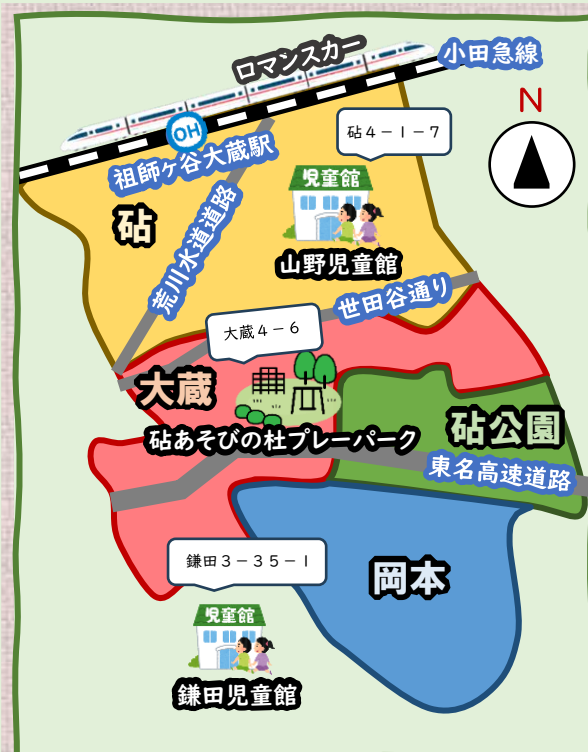 ロマンスカー
小田急線
N
OH
祖師ヶ谷大蔵駅
砧4-1-7
児童館
山野児童館
砧
荒川水道道路
世田谷通り
大蔵4-6
大蔵
砧あそびの杜プレーパーク
砧公園
東名高速道路
鎌田3-35-1
岡本
児童館
鎌田児童館